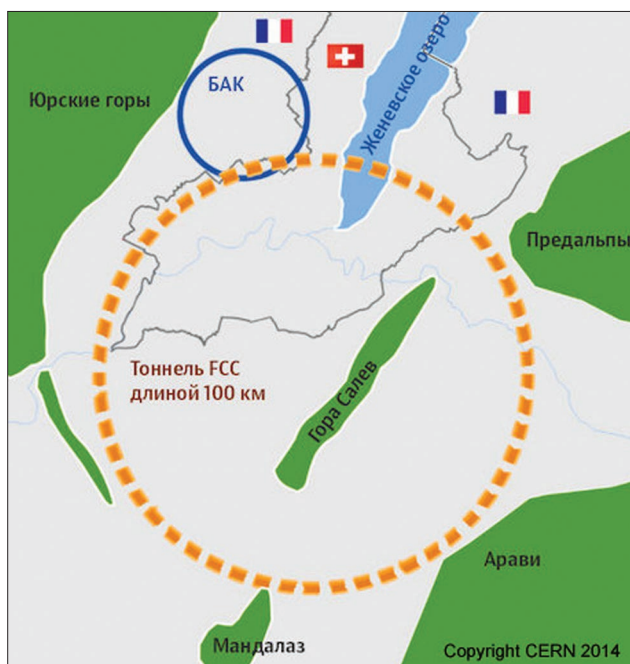 Юрские горы
БАК
Женевское озеро
Предальпы
Тоннель FCC
длиной 100 км
Гора Салев
Арави
Мандалаз
Copyright CERN 2014